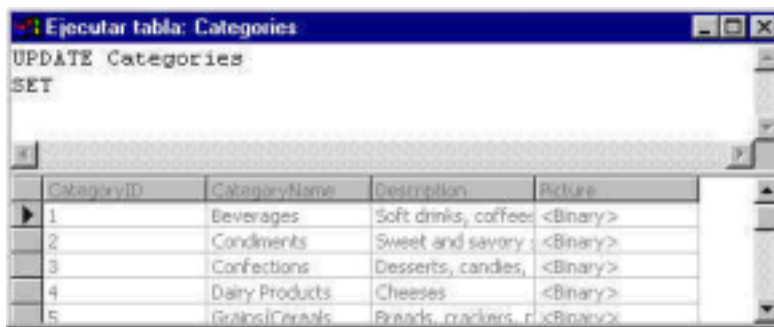 Ejecutar tabla: Categories
UPDATE Categories
SET
CategoryID CategoryName Description Picture
1 Beverages Soft drinks, coffees <Binary>
2 Condiments Sweet and savory s <Binary>
3 Confections Desserts, candies, <Binary>
4 Dairy Products Cheeses <Binary>
5 Grains/Cereals Breads, crackers, <Binary>